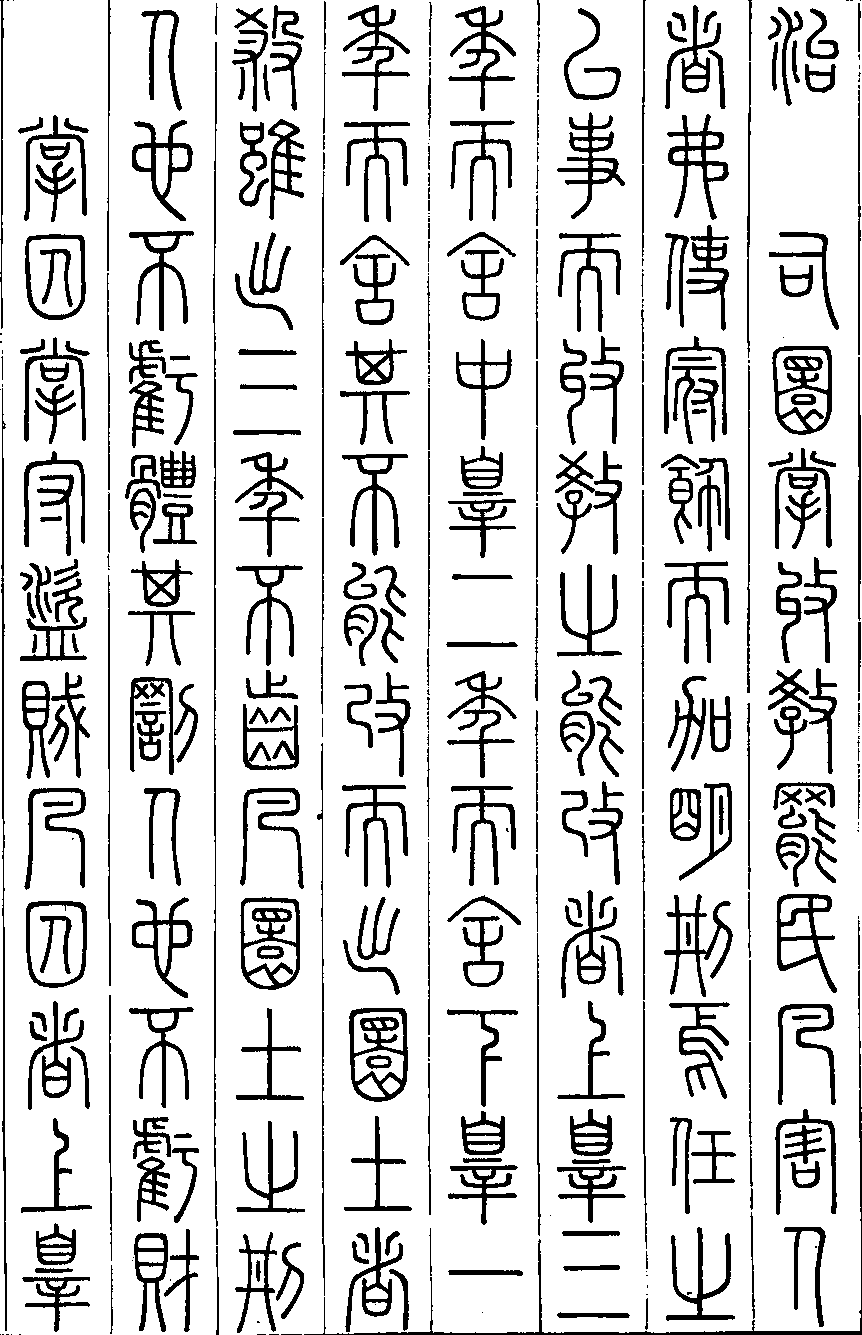 治　司圜掌收教罷民凡害人
者弗使冠飾而加明刑焉任之
以事而收教之能改者上辠三
年而舍中辠二年而舍下辠一
年而舍其不能改而出圜土者
殺雖出三年不齒凡圜土之刑
人也不虧體其罰人也不虧財
掌囚掌守盜賊凡囚者上辠